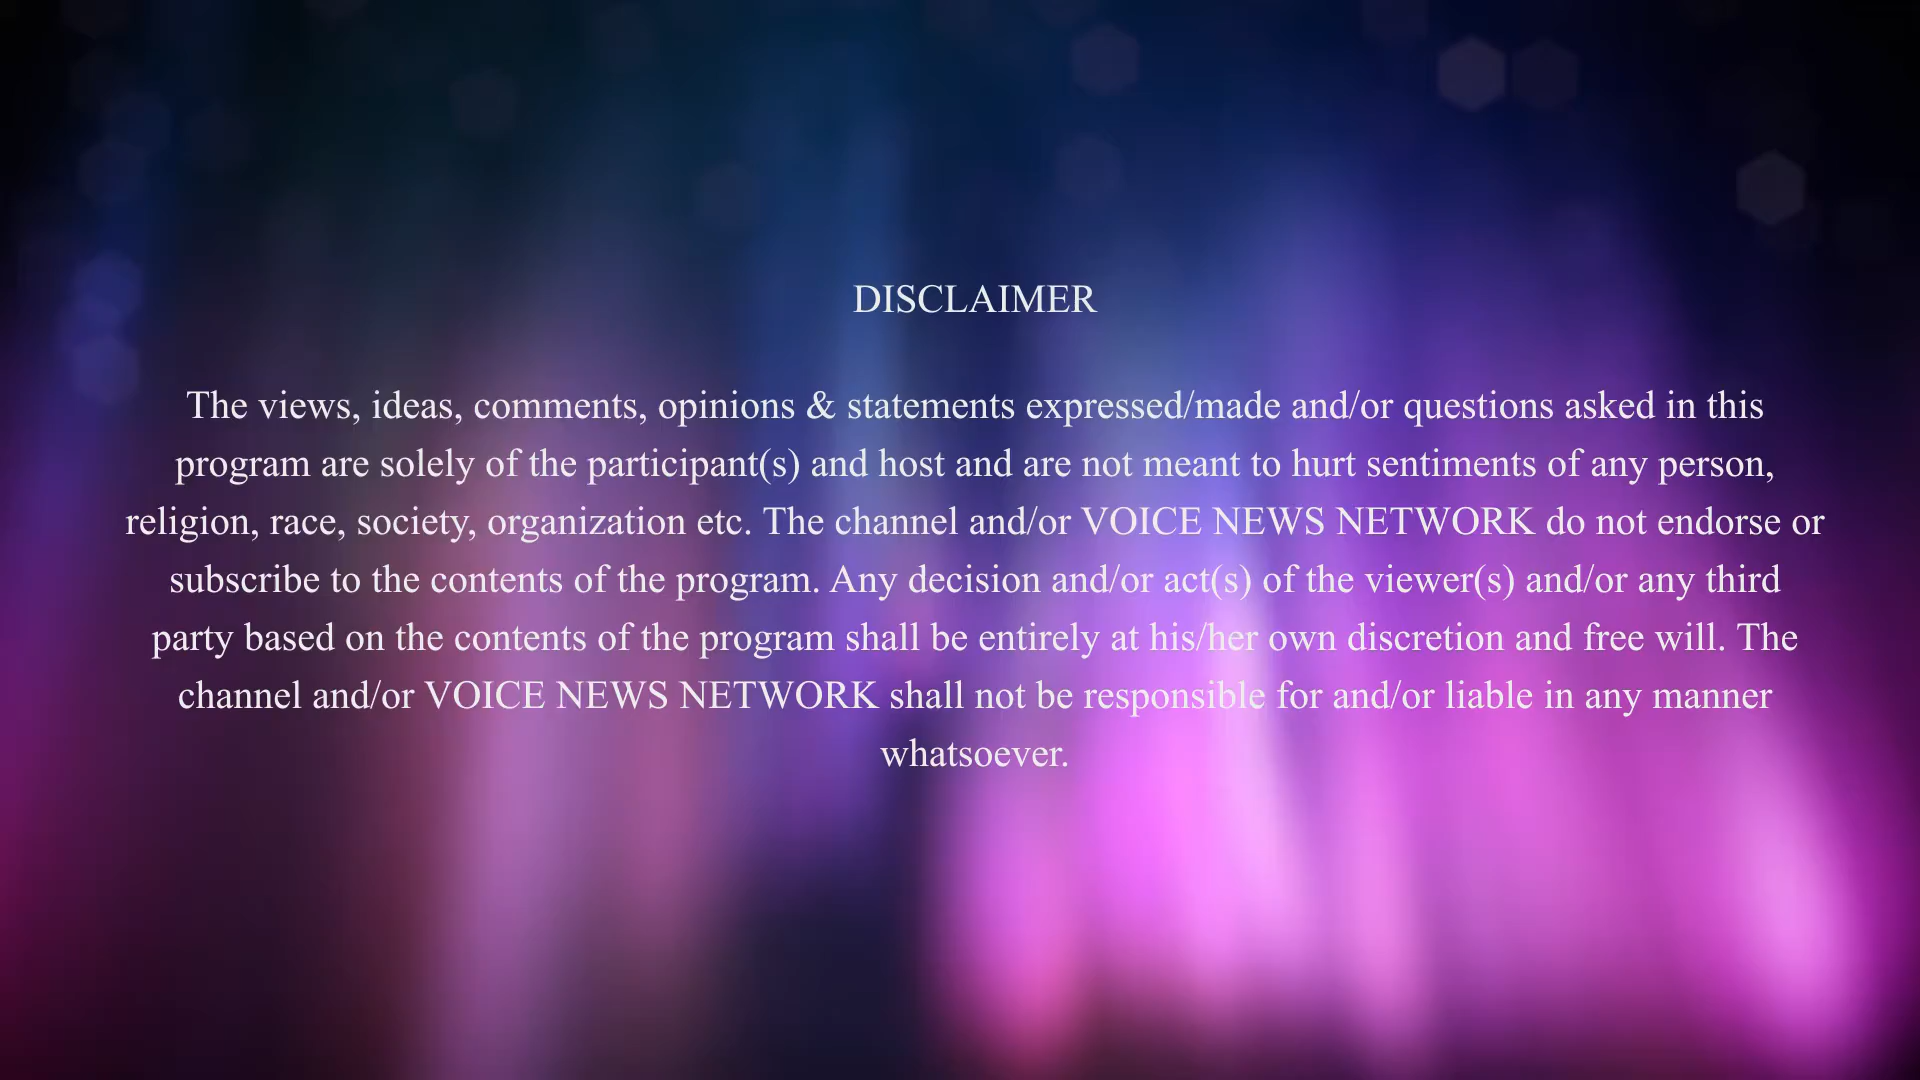 DISCLAIMER
The views, ideas, comments, opinions & statements expressed/made and/or questions asked in this
program are solely of the participant(s) and host and are not meant to hurt sentiments of any person,
religion, race, society, organization etc. The channel and/or VOICE NEWS NETWORK do not endorse or
subscribe to the contents of the program. Any decision and/or act(s) of the viewer(s) and/or any third
party based on the contents of the program shall be entirely at his/her own discretion and free will. The
channel and/or VOICE NEWS NETWORK shall not be responsible for and/or liable in any manner
whatsoever.